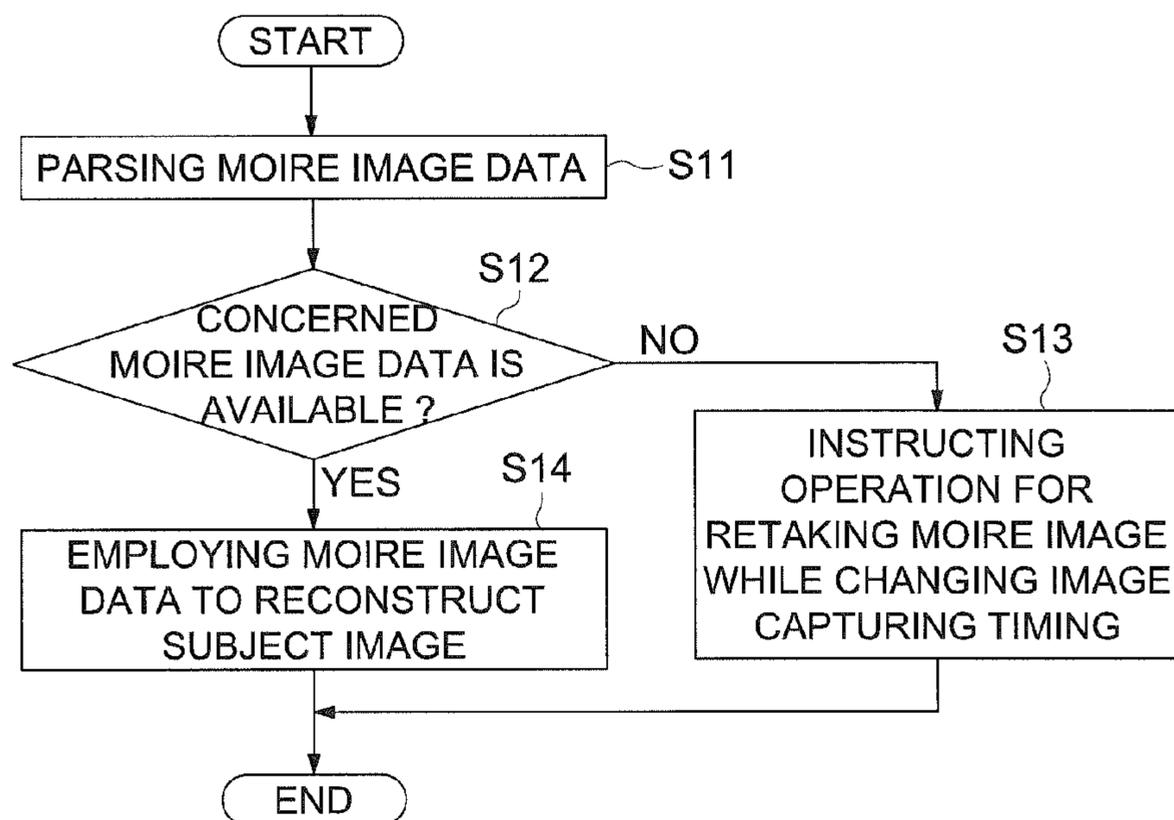 START
PARSING MOIRE IMAGE DATA
S11
S12
CONCERNED
MOIRE IMAGE DATA IS
AVAILABLE ?
NO
YES
S13
INSTRUCTING
OPERATION FOR
RETAKING MOIRE IMAGE
WHILE CHANGING IMAGE
CAPTURING TIMING
S14
EMPLOYING MOIRE IMAGE
DATA TO RECONSTRUCT
SUBJECT IMAGE
END